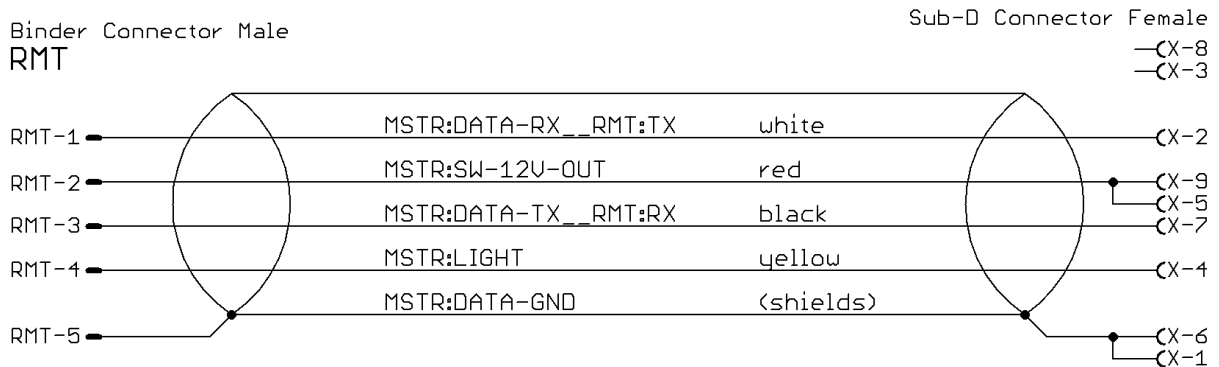 Binder Connector Male
RMT
Sub-D Connector Female
X-8
X-3
RMT-1 MSTR:DATA-RX__RMT:TX white X-2
RMT-2 MSTR:SW-12V-OUT red X-9
X-5
RMT-3 MSTR:DATA-TX__RMT:RX black X-7
RMT-4 MSTR:LIGHT yellow X-4
MSTR:DATA-GND (shields)
RMT-5 X-6
X-1